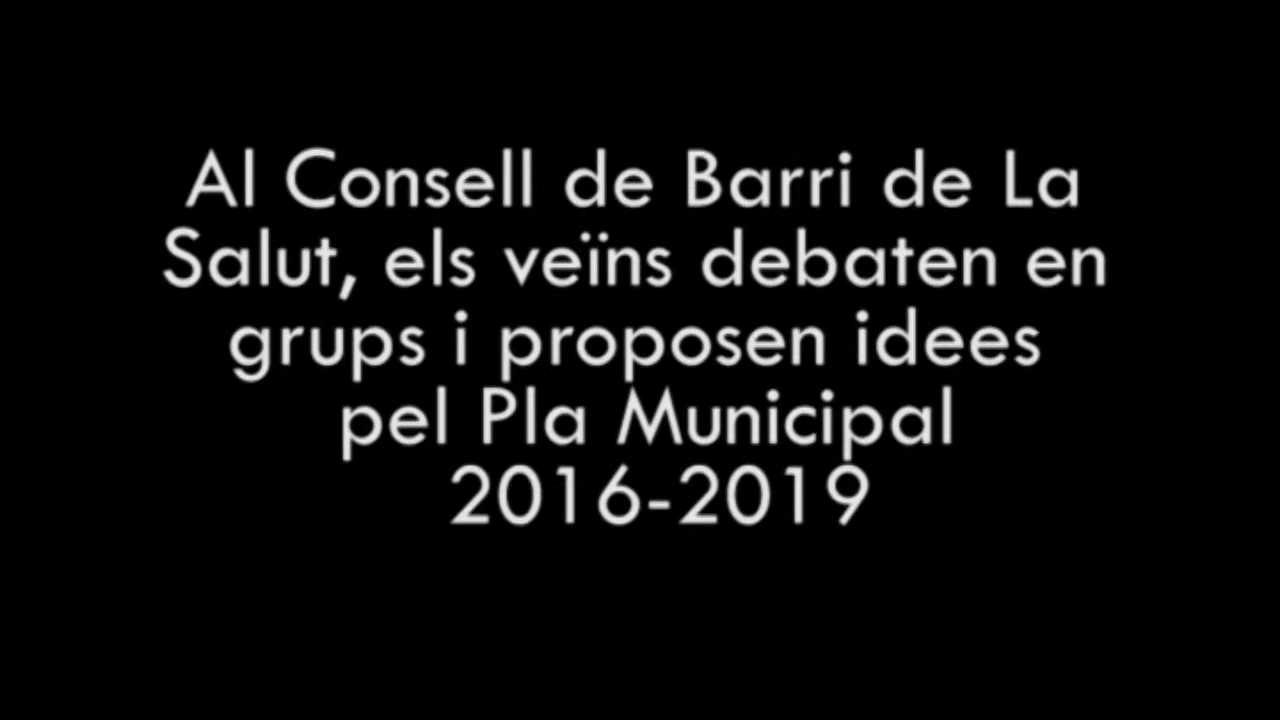 Al Consell de Barri de La
Salut, els veïns debaten en
grups i proposen idees
pel Pla Municipal
2016-2019